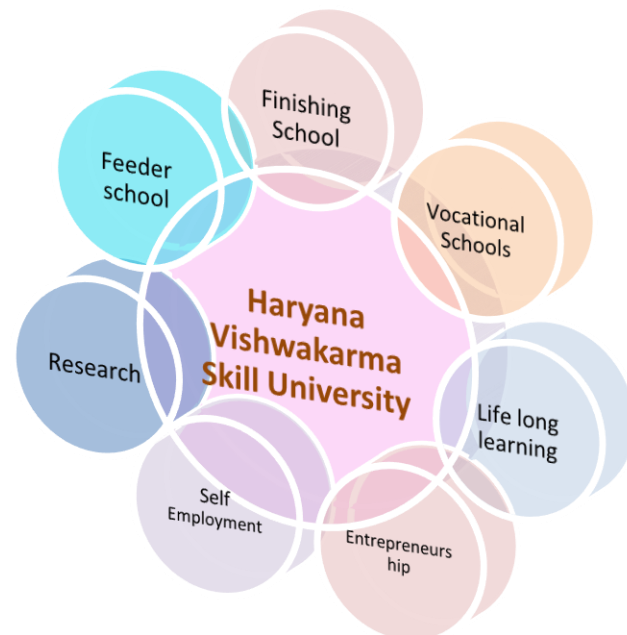 Finishing
School
Feeder
school
Vocational
Schools
Haryana
Vishwakarma
Skill University
Research
Life long
learning
Self
Employment
Entrepreneurs
hip